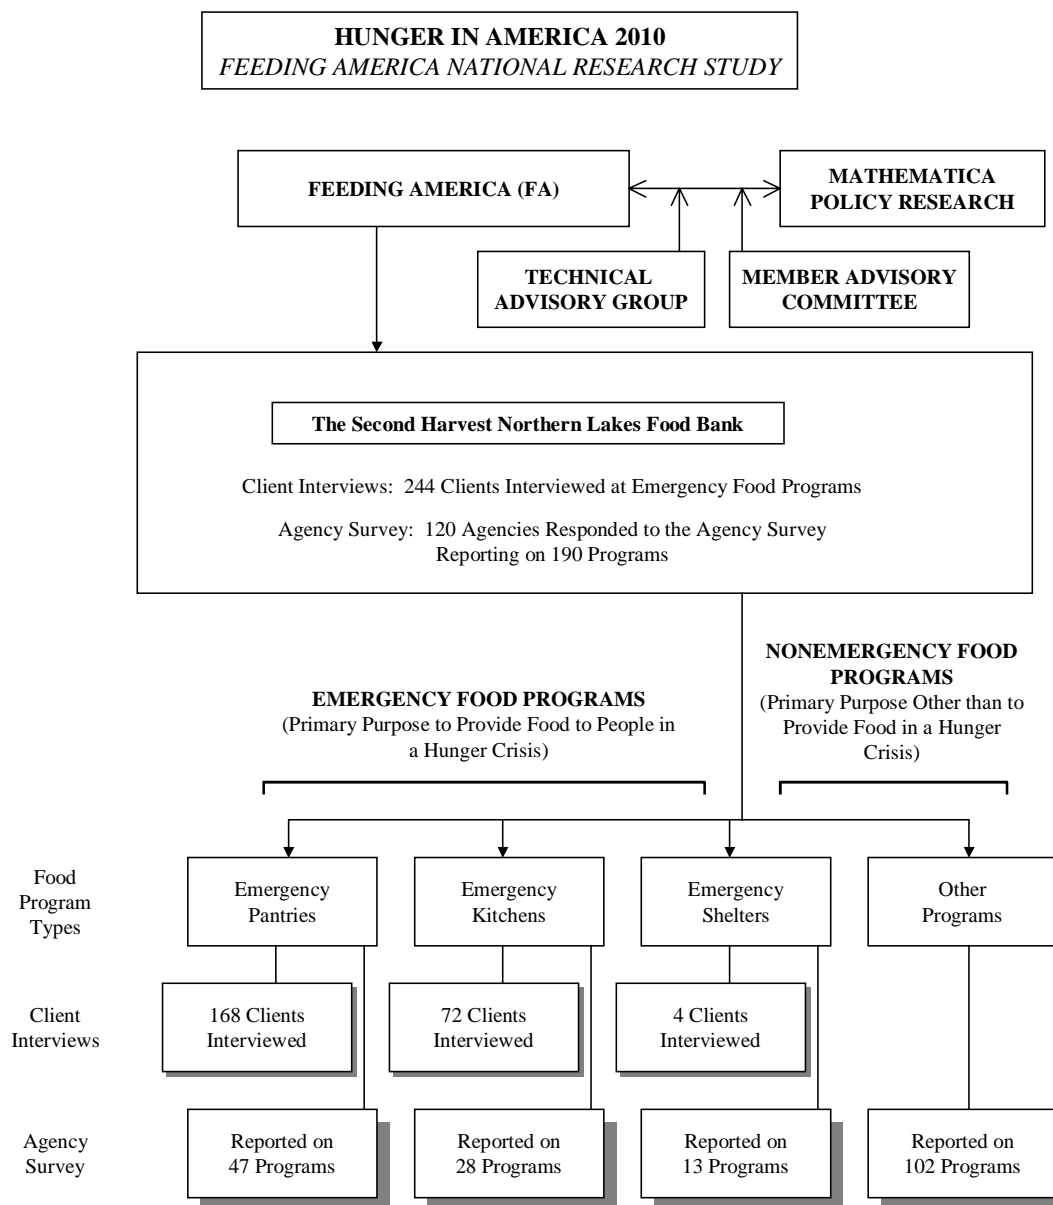 HUNGER IN AMERICA 2010
FEEDING AMERICA NATIONAL RESEARCH STUDY
FEEDING AMERICA (FA)
MATHEMATICA
POLICY RESEARCH
TECHNICAL
ADVISORY GROUP
MEMBER ADVISORY
COMMITTEE
The Second Harvest Northern Lakes Food Bank
Client Interviews:  244 Clients Interviewed at Emergency Food Programs
Agency Survey:  120 Agencies Responded to the Agency Survey
Reporting on 190 Programs
EMERGENCY FOOD PROGRAMS
(Primary Purpose to Provide Food to People in
a Hunger Crisis)
NONEMERGENCY FOOD
PROGRAMS
(Primary Purpose Other than to
Provide Food in a Hunger
Crisis)
Food
Program
Types
Emergency
Pantries
Emergency
Kitchens
Emergency
Shelters
Other
Programs
Client
Interviews
168 Clients
Interviewed
72 Clients
Interviewed
4 Clients
Interviewed
Agency
Survey
Reported on
47 Programs
Reported on
28 Programs
Reported on
13 Programs
Reported on
102 Programs